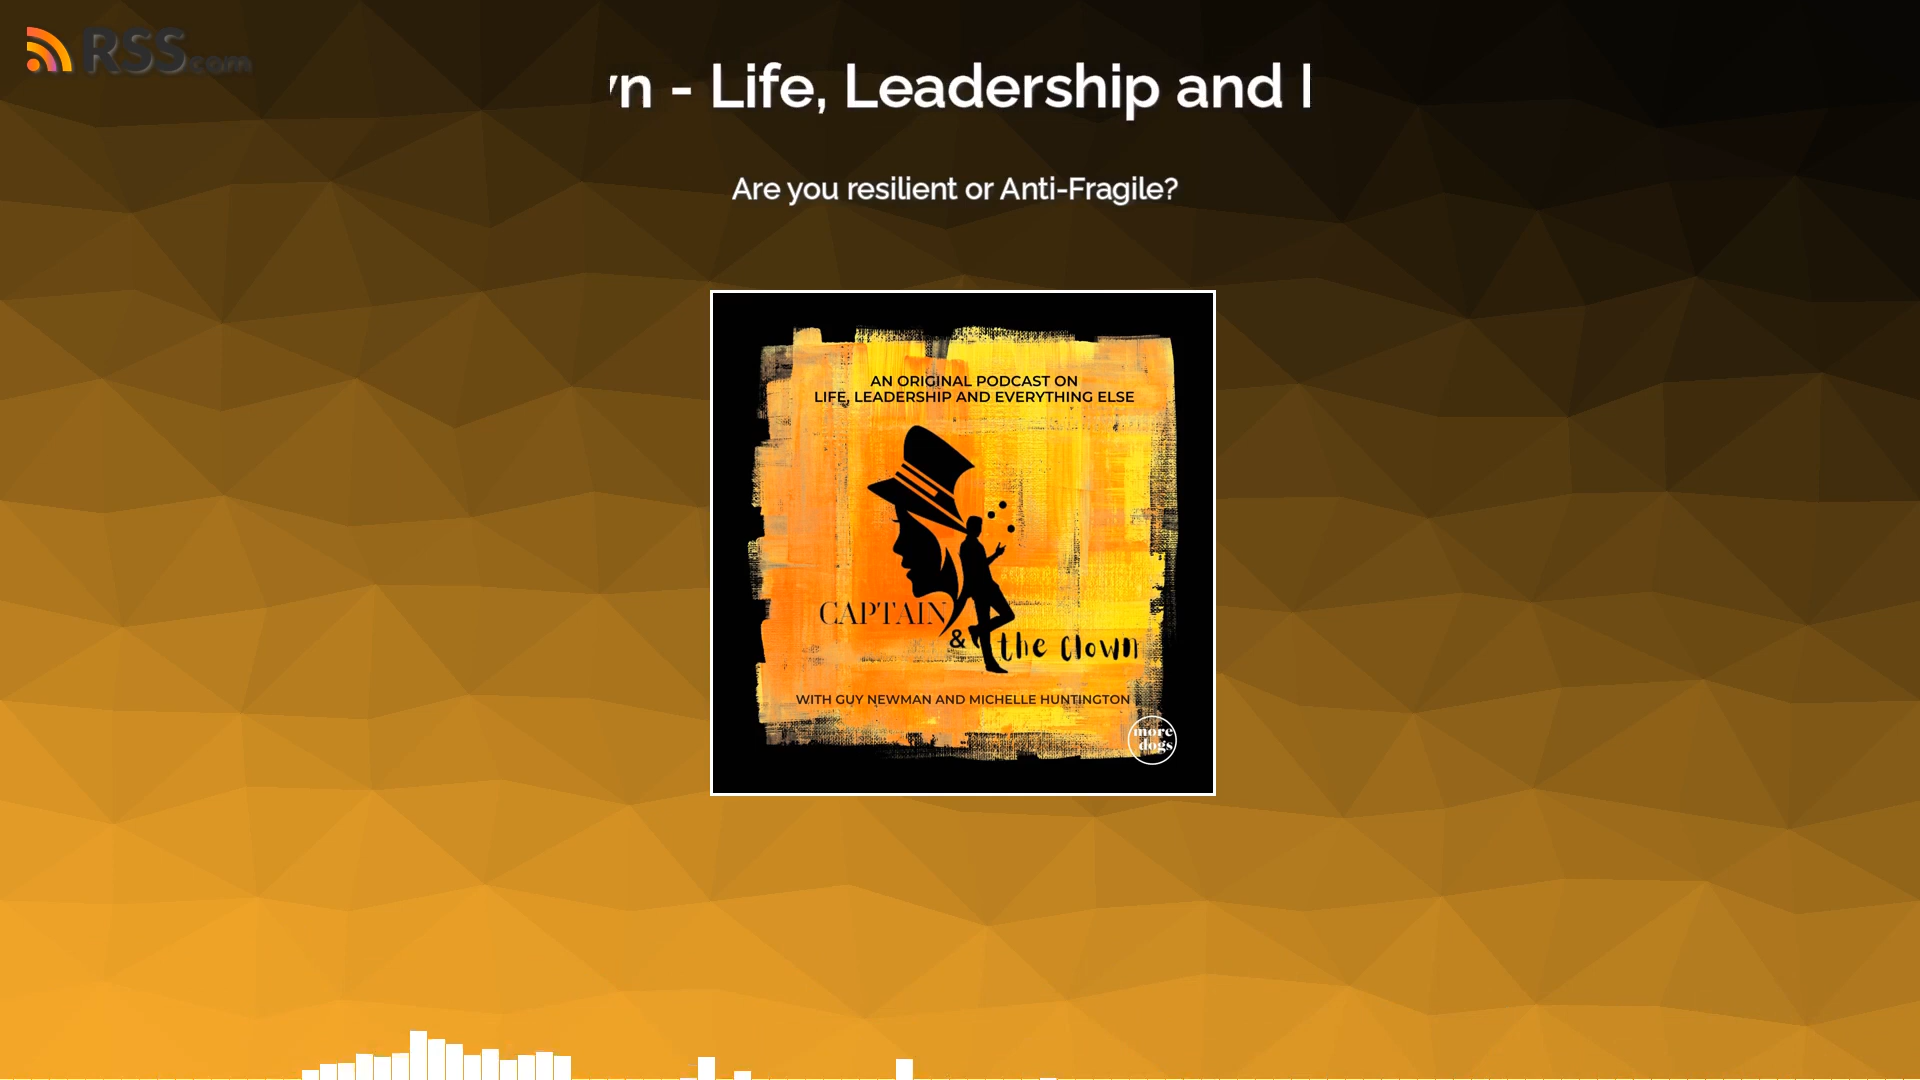 RSS.com
n - Life, Leadership and
Are you resilient or Anti-Fragile?
AN ORIGINAL PODCAST ON
LIFE, LEADERSHIP AND EVERYTHING ELSE
CAPTAIN
& the Clown
WITH GUY NEWMAN AND MICHELLE HUNTINGTON
more
dogs